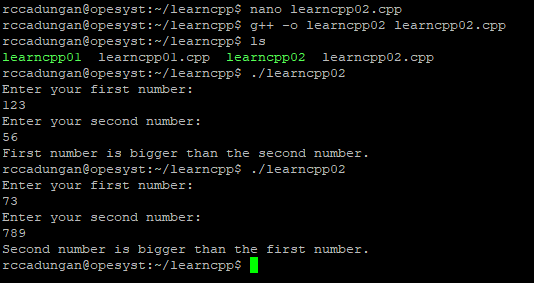 rccadungan@opesyst:~/learncpp$ nano learncpp02.cpp
rccadungan@opesyst:~/learncpp$ g++ -o learncpp02 learncpp02.cpp
rccadungan@opesyst:~/learncpp$ ls
learncpp01  learncpp01.cpp  learncpp02  learncpp02.cpp
rccadungan@opesyst:~/learncpp$ ./learncpp02
Enter your first number:
123
Enter your second number:
56
First number is bigger than the second number.
rccadungan@opesyst:~/learncpp$ ./learncpp02
Enter your first number:
73
Enter your second number:
789
Second number is bigger than the first number.
rccadungan@opesyst:~/learncpp$